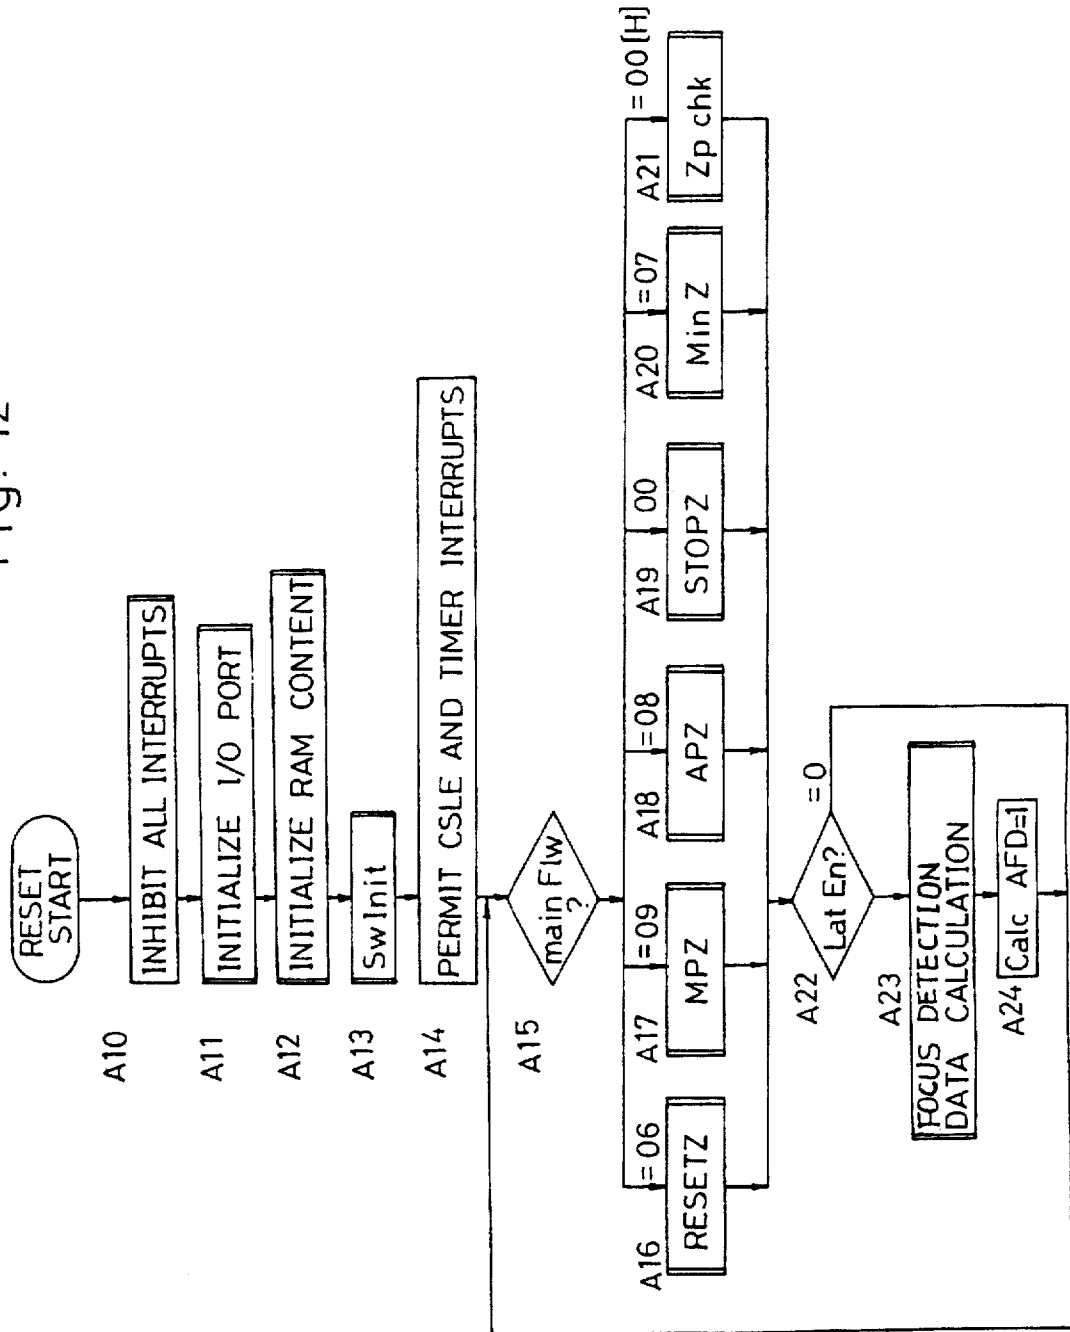 Fig. 12
RESET
START
A10
INHIBIT ALL INTERRUPTS
A11
INITIALIZE I/O PORT
A12
INITIALIZE RAM CONTENT
A13
SwInit
A14
PERMIT CSLE AND TIMER INTERRUPTS
A15
main Flw
?
A16
=06
RESETZ
A17
=09
MPZ
A18
=08
APZ
A19
00
STOPZ
A20
=07
Min Z
A21
=00[H]
Zp chk
A22
Lat En?
=0
A23
FOCUS DETECTION
DATA CALCULATION
A24
Calc AFD=1